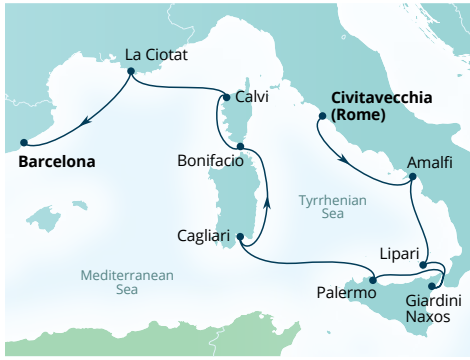 La Ciotat
Calvi
Civitavecchia
(Rome)
Barcelona
Bonifacio
Amalfi
Tyrrhenian
Sea
Cagliari
Lipari
Mediterranean
Sea
Palermo
Giardini
Naxos